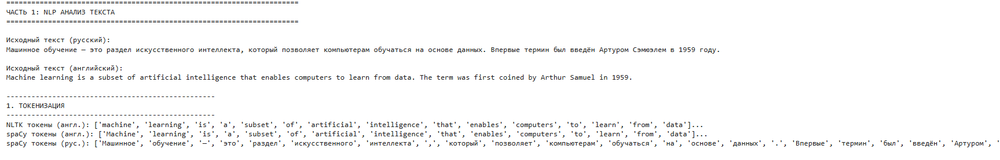 ======================================================================
ЧАСТЬ 1: NLP АНАЛИЗ ТЕКСТА
======================================================================
Исходный текст (русский):
Машинное обучение — это раздел искусственного интеллекта, который позволяет компьютерам обучаться на основе данных. Впервые термин был введён Артуром Сэмюэлем в 1959 году.
Исходный текст (английский):
Machine learning is a subset of artificial intelligence that enables computers to learn from data. The term was first coined by Arthur Samuel in 1959.
--------------------------------------------------
1. ТОКЕНИЗАЦИЯ
--------------------------------------------------
NLTK токены (англ.): ['machine', 'learning', 'is', 'a', 'subset', 'of', 'artificial', 'intelligence', 'that', 'enables', 'computers', 'to', 'learn', 'from', 'data']...
spaCy токены (англ.): ['Machine', 'learning', 'is', 'a', 'subset', 'of', 'artificial', 'intelligence', 'that', 'enables', 'computers', 'to', 'learn', 'from', 'data']...
spaCy токены (рус.): ['Машинное', 'обучение', '—', 'это', 'раздел', 'искусственного', 'интеллекта', ',', 'который', 'позволяет', 'компьютерам', 'обучаться', 'на', 'основе', 'данных', '.', 'Впервые', 'термин', 'был', 'введён', 'Артуром', '